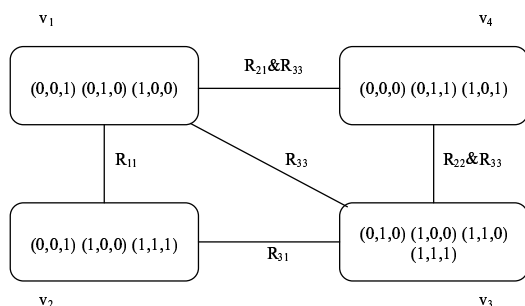 v₁
v₄
(0,0,1) (0,1,0) (1,0,0)
R₂₁&R₃₃
(0,0,0) (0,1,1) (1,0,1)
R₁₁
R₃₃
R₂₂&R₃₃
(0,0,1) (1,0,0) (1,1,1)
R₃₁
(0,1,0) (1,0,0) (1,1,0)
(1,1,1)
v₂
v₃